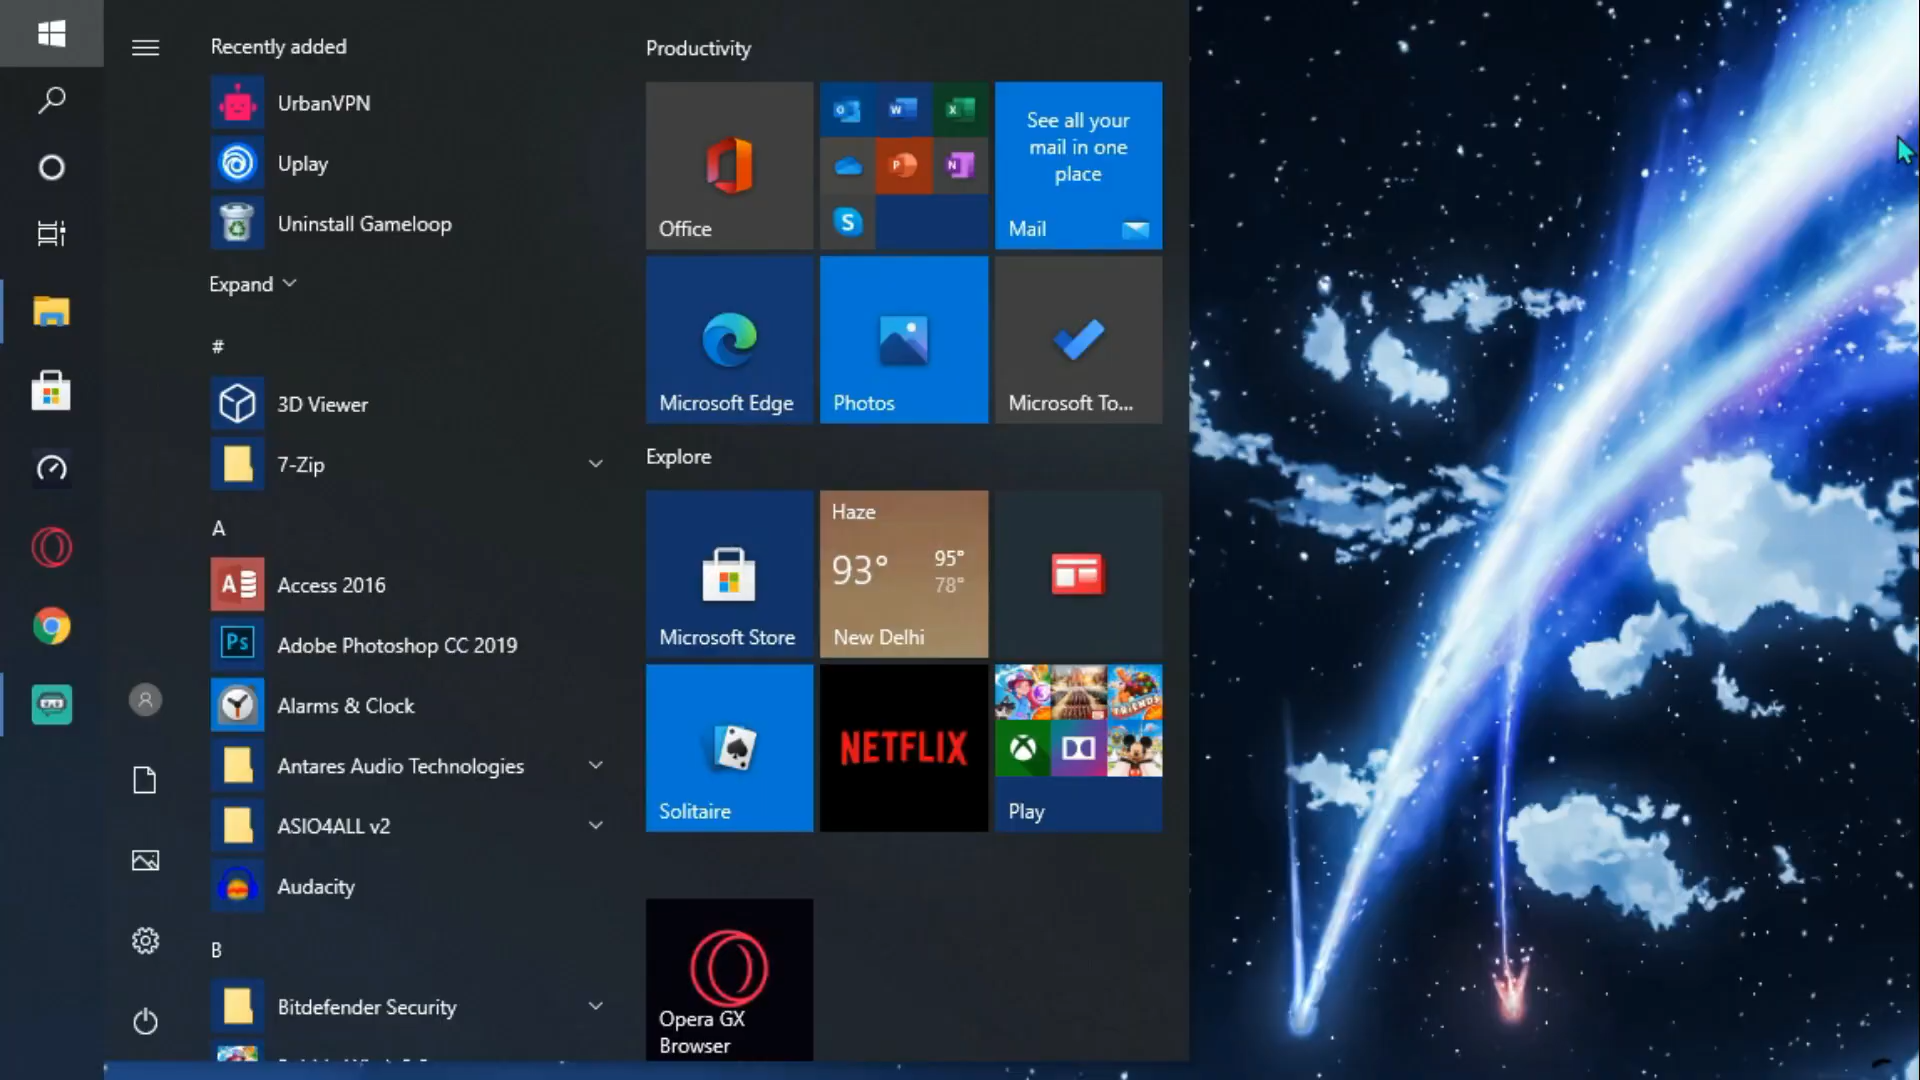 Recently added
UrbanVPN
Uplay
Uninstall Gameloop
Expand
#
3D Viewer
7-Zip
A
Access 2016
Adobe Photoshop CC 2019
Alarms & Clock
Antares Audio Technologies
ASIO4ALL v2
Audacity
B
Bitdefender Security
Productivity
Office
See all your
mail in one
place
Mail
Microsoft Edge
Photos
Microsoft To...
Explore
Microsoft Store
Haze
93°
95°
78°
New Delhi
Solitaire
NETFLIX
FRIENDS
Play
Opera GX
Browser